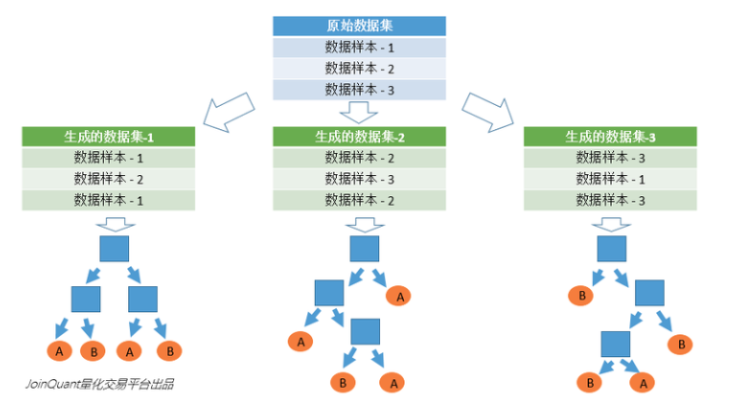 原始数据集
数据样本 - 1
数据样本 - 2
数据样本 - 3
生成的数据集-1
数据样本 - 1
数据样本 - 2
数据样本 - 1
生成的数据集-2
数据样本 - 2
数据样本 - 3
数据样本 - 2
生成的数据集-3
数据样本 - 3
数据样本 - 1
数据样本 - 3
A B A B
A
A
B A
B
B
B A
JoinQuant量化交易平台出品